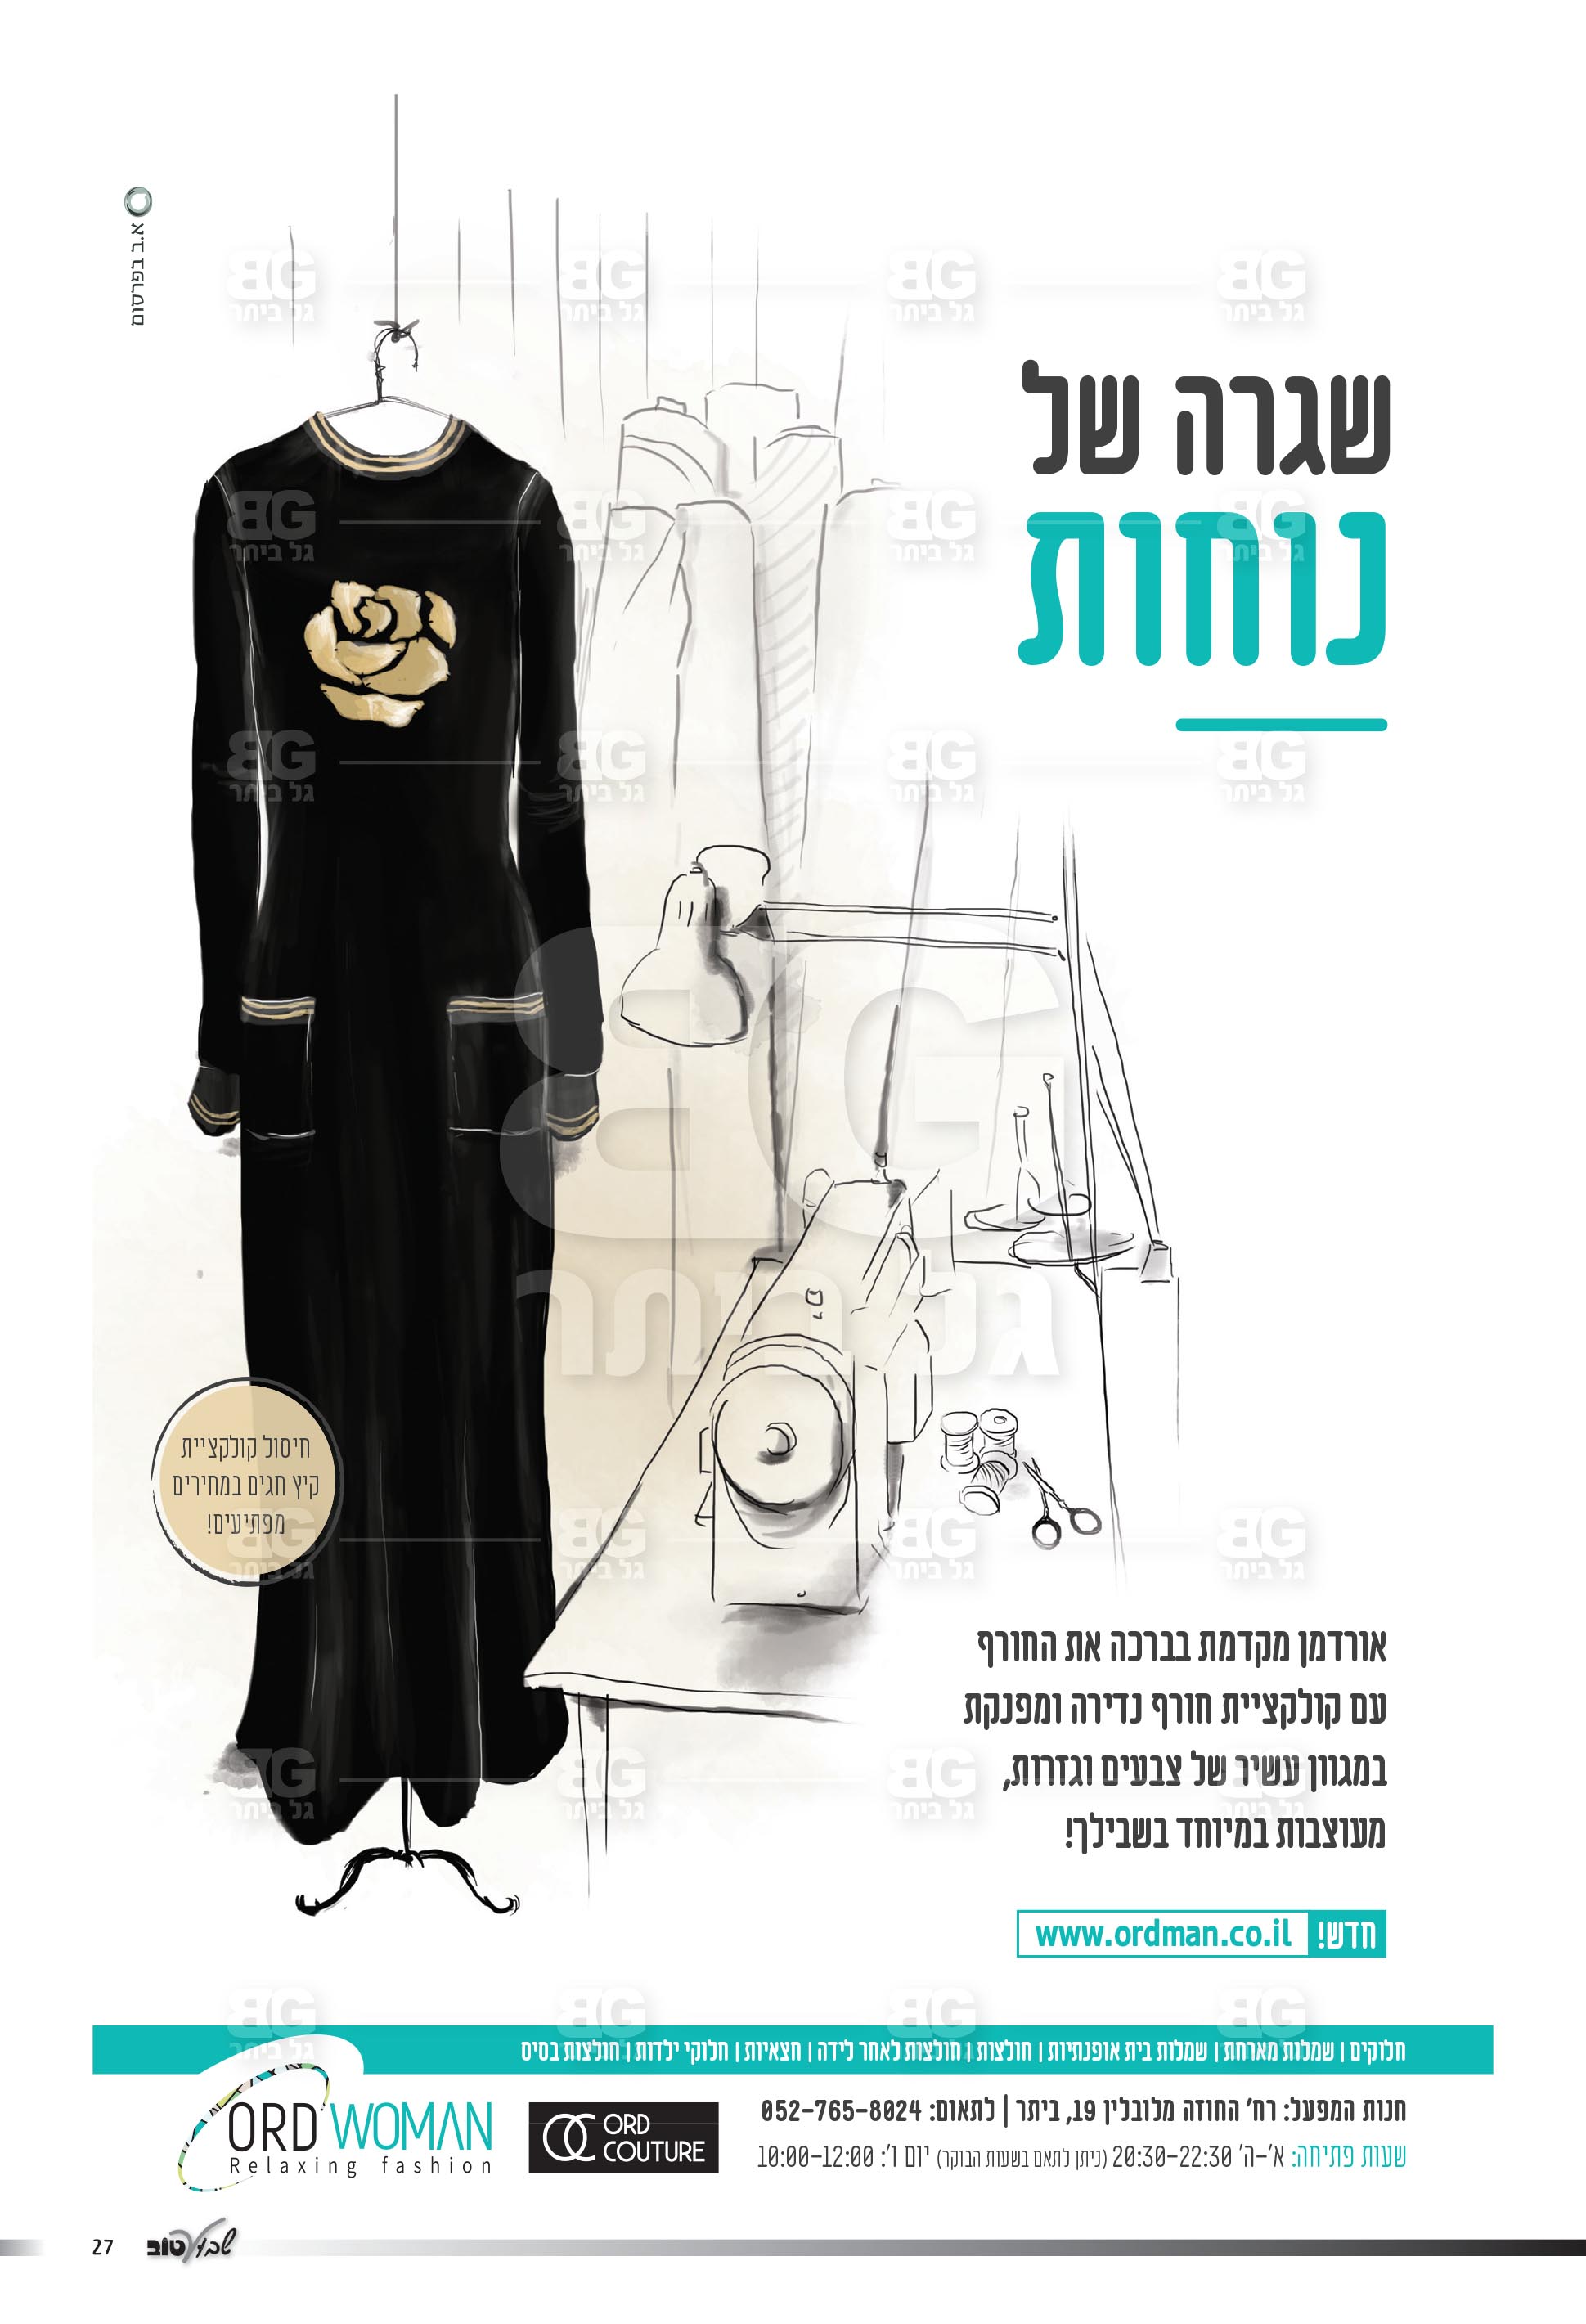 א.ב בפרסום
שגרה של
נוחות
חיסול קולקציית
קיץ חגים במחירים
מפתיעים!
אורדמן מקדמת בברכה את החורף
עם קולקציית חורף נדירה ומפנקת
במגוון עשיר של צבעים וגזרות,
מעוצבות במיוחד בשבילך!
חדש! www.ordman.co.il
חלוקים | שמלות מארחת | שמלות בית אופנתיות | חולצות | חולצות לאחר לידה | חצאיות | חלוקי ילדות | חולצות בסיס
חנות המפעל: רח' החוזה מלובלין 19, ביתר | לתאום: 052-765-8024
שעות פתיחה: א'-ה' 20:30-22:30 (ניתן לתאם בשעות הבוקר) יום ו': 10:00-12:00
ORD
COUTURE
ORD WOMAN
Relaxing fashion
BG
גל ביתר
שבוע טוב
27